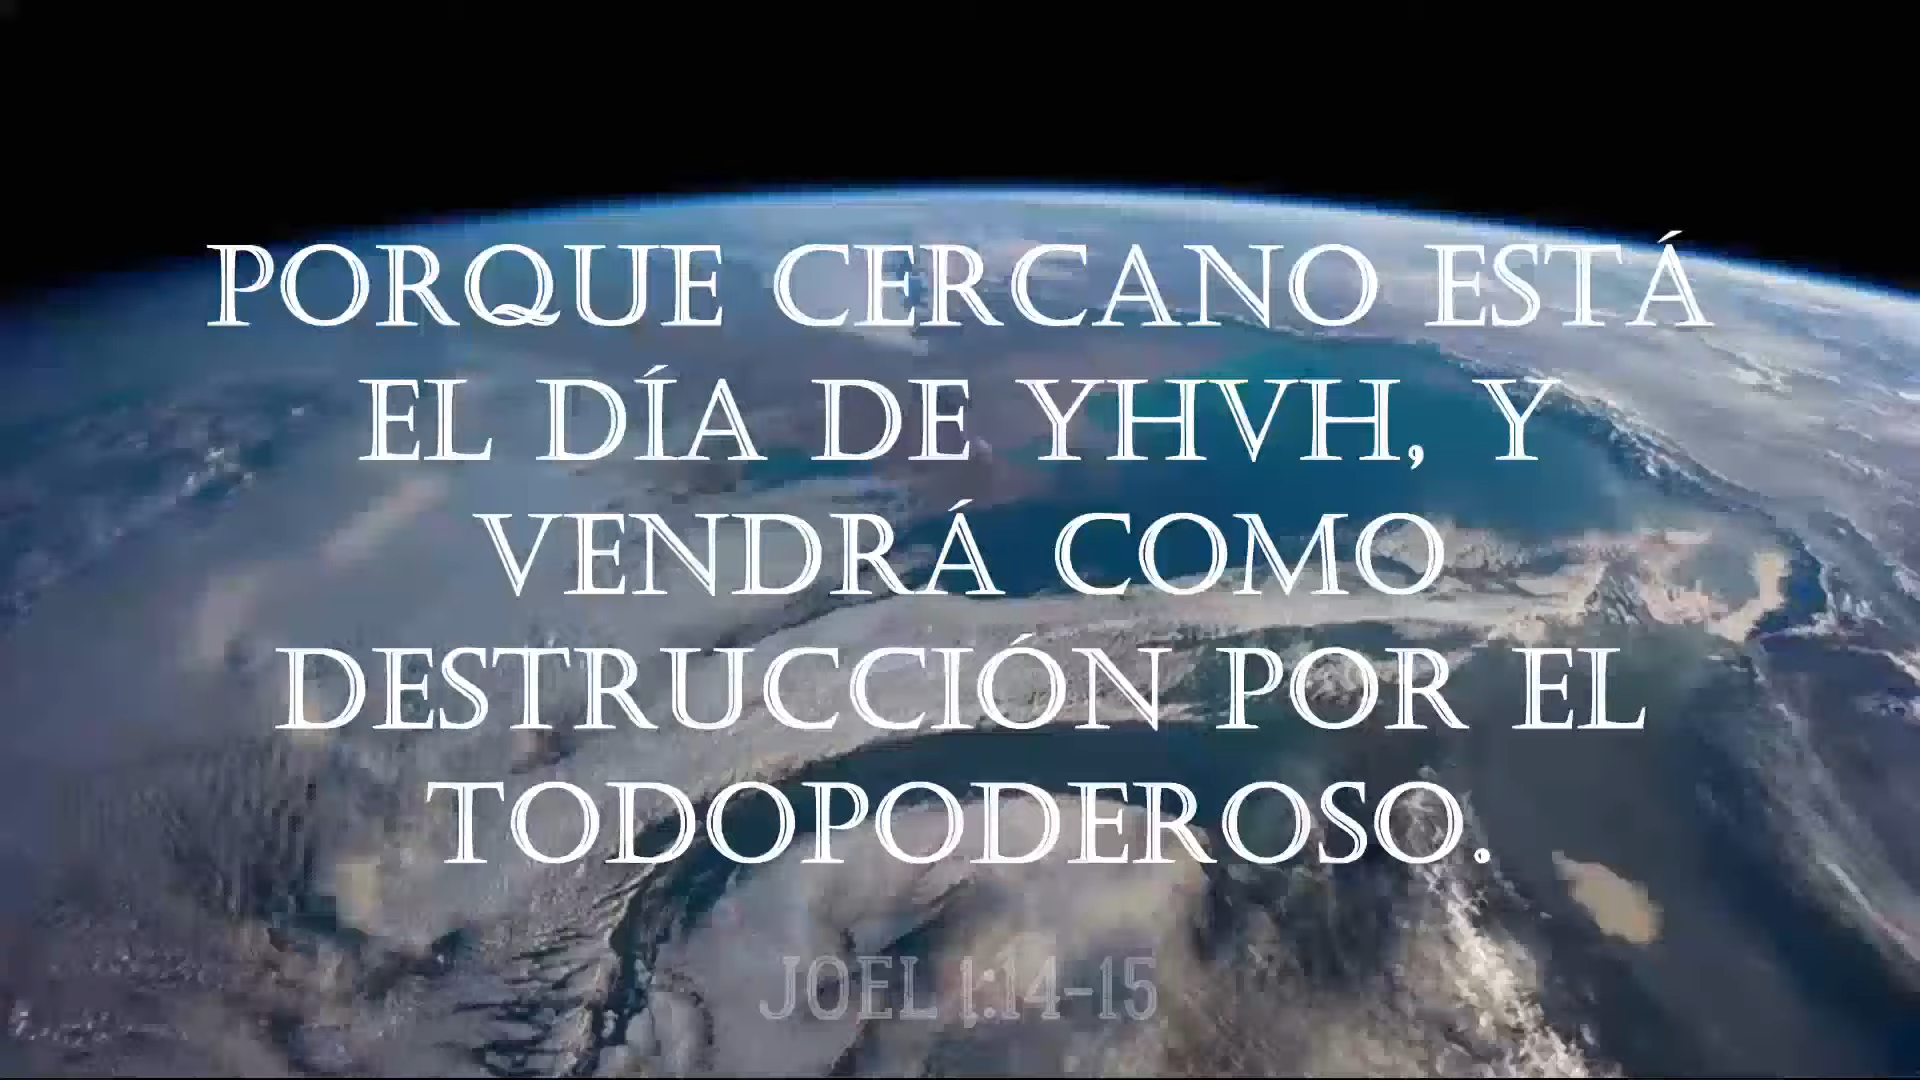 PORQUE CERCANO ESTÁ
EL DÍA DE YHVH, Y
VENDRÁ COMO
DESTRUCCIÓN POR EL
TODOPODEROSO.
JOEL 1:14-15